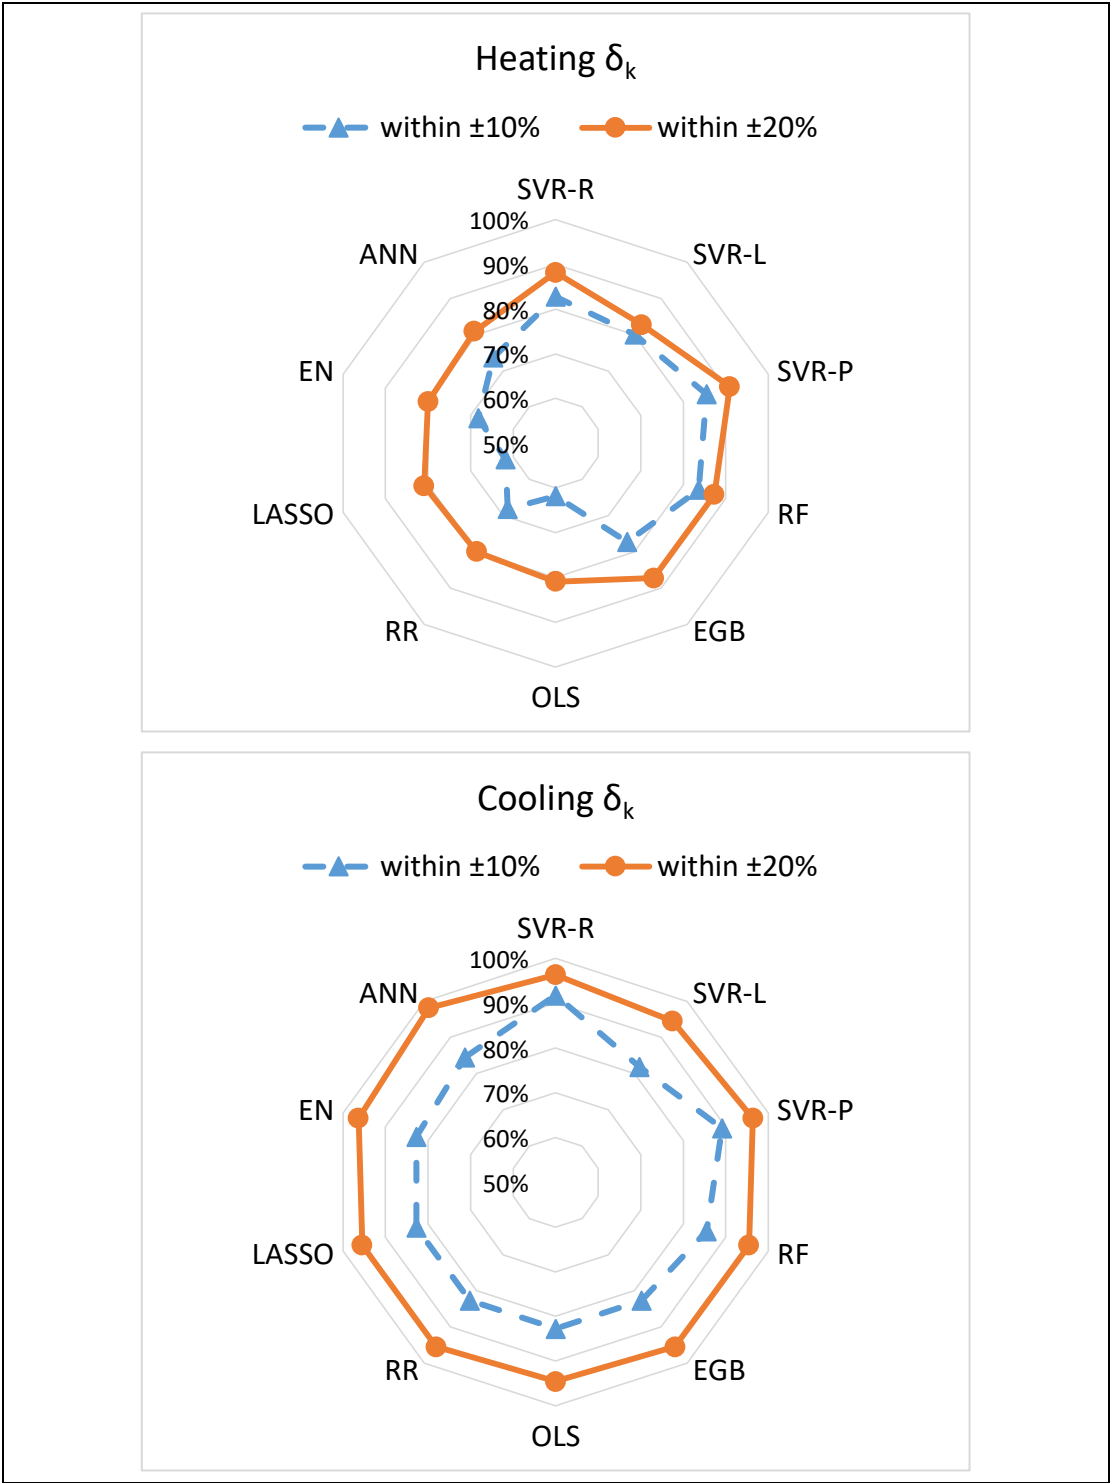 Heating δk
within ±10% within ±20%
SVR-R
100%
ANN SVR-L
90%
80%
EN 70% SVR-P
60%
50%
LASSO RF
RR EGB
OLS
Cooling δk
within ±10% within ±20%
SVR-R
100%
ANN SVR-L
90%
80%
EN 70% SVR-P
60%
50%
LASSO RF
RR EGB
OLS